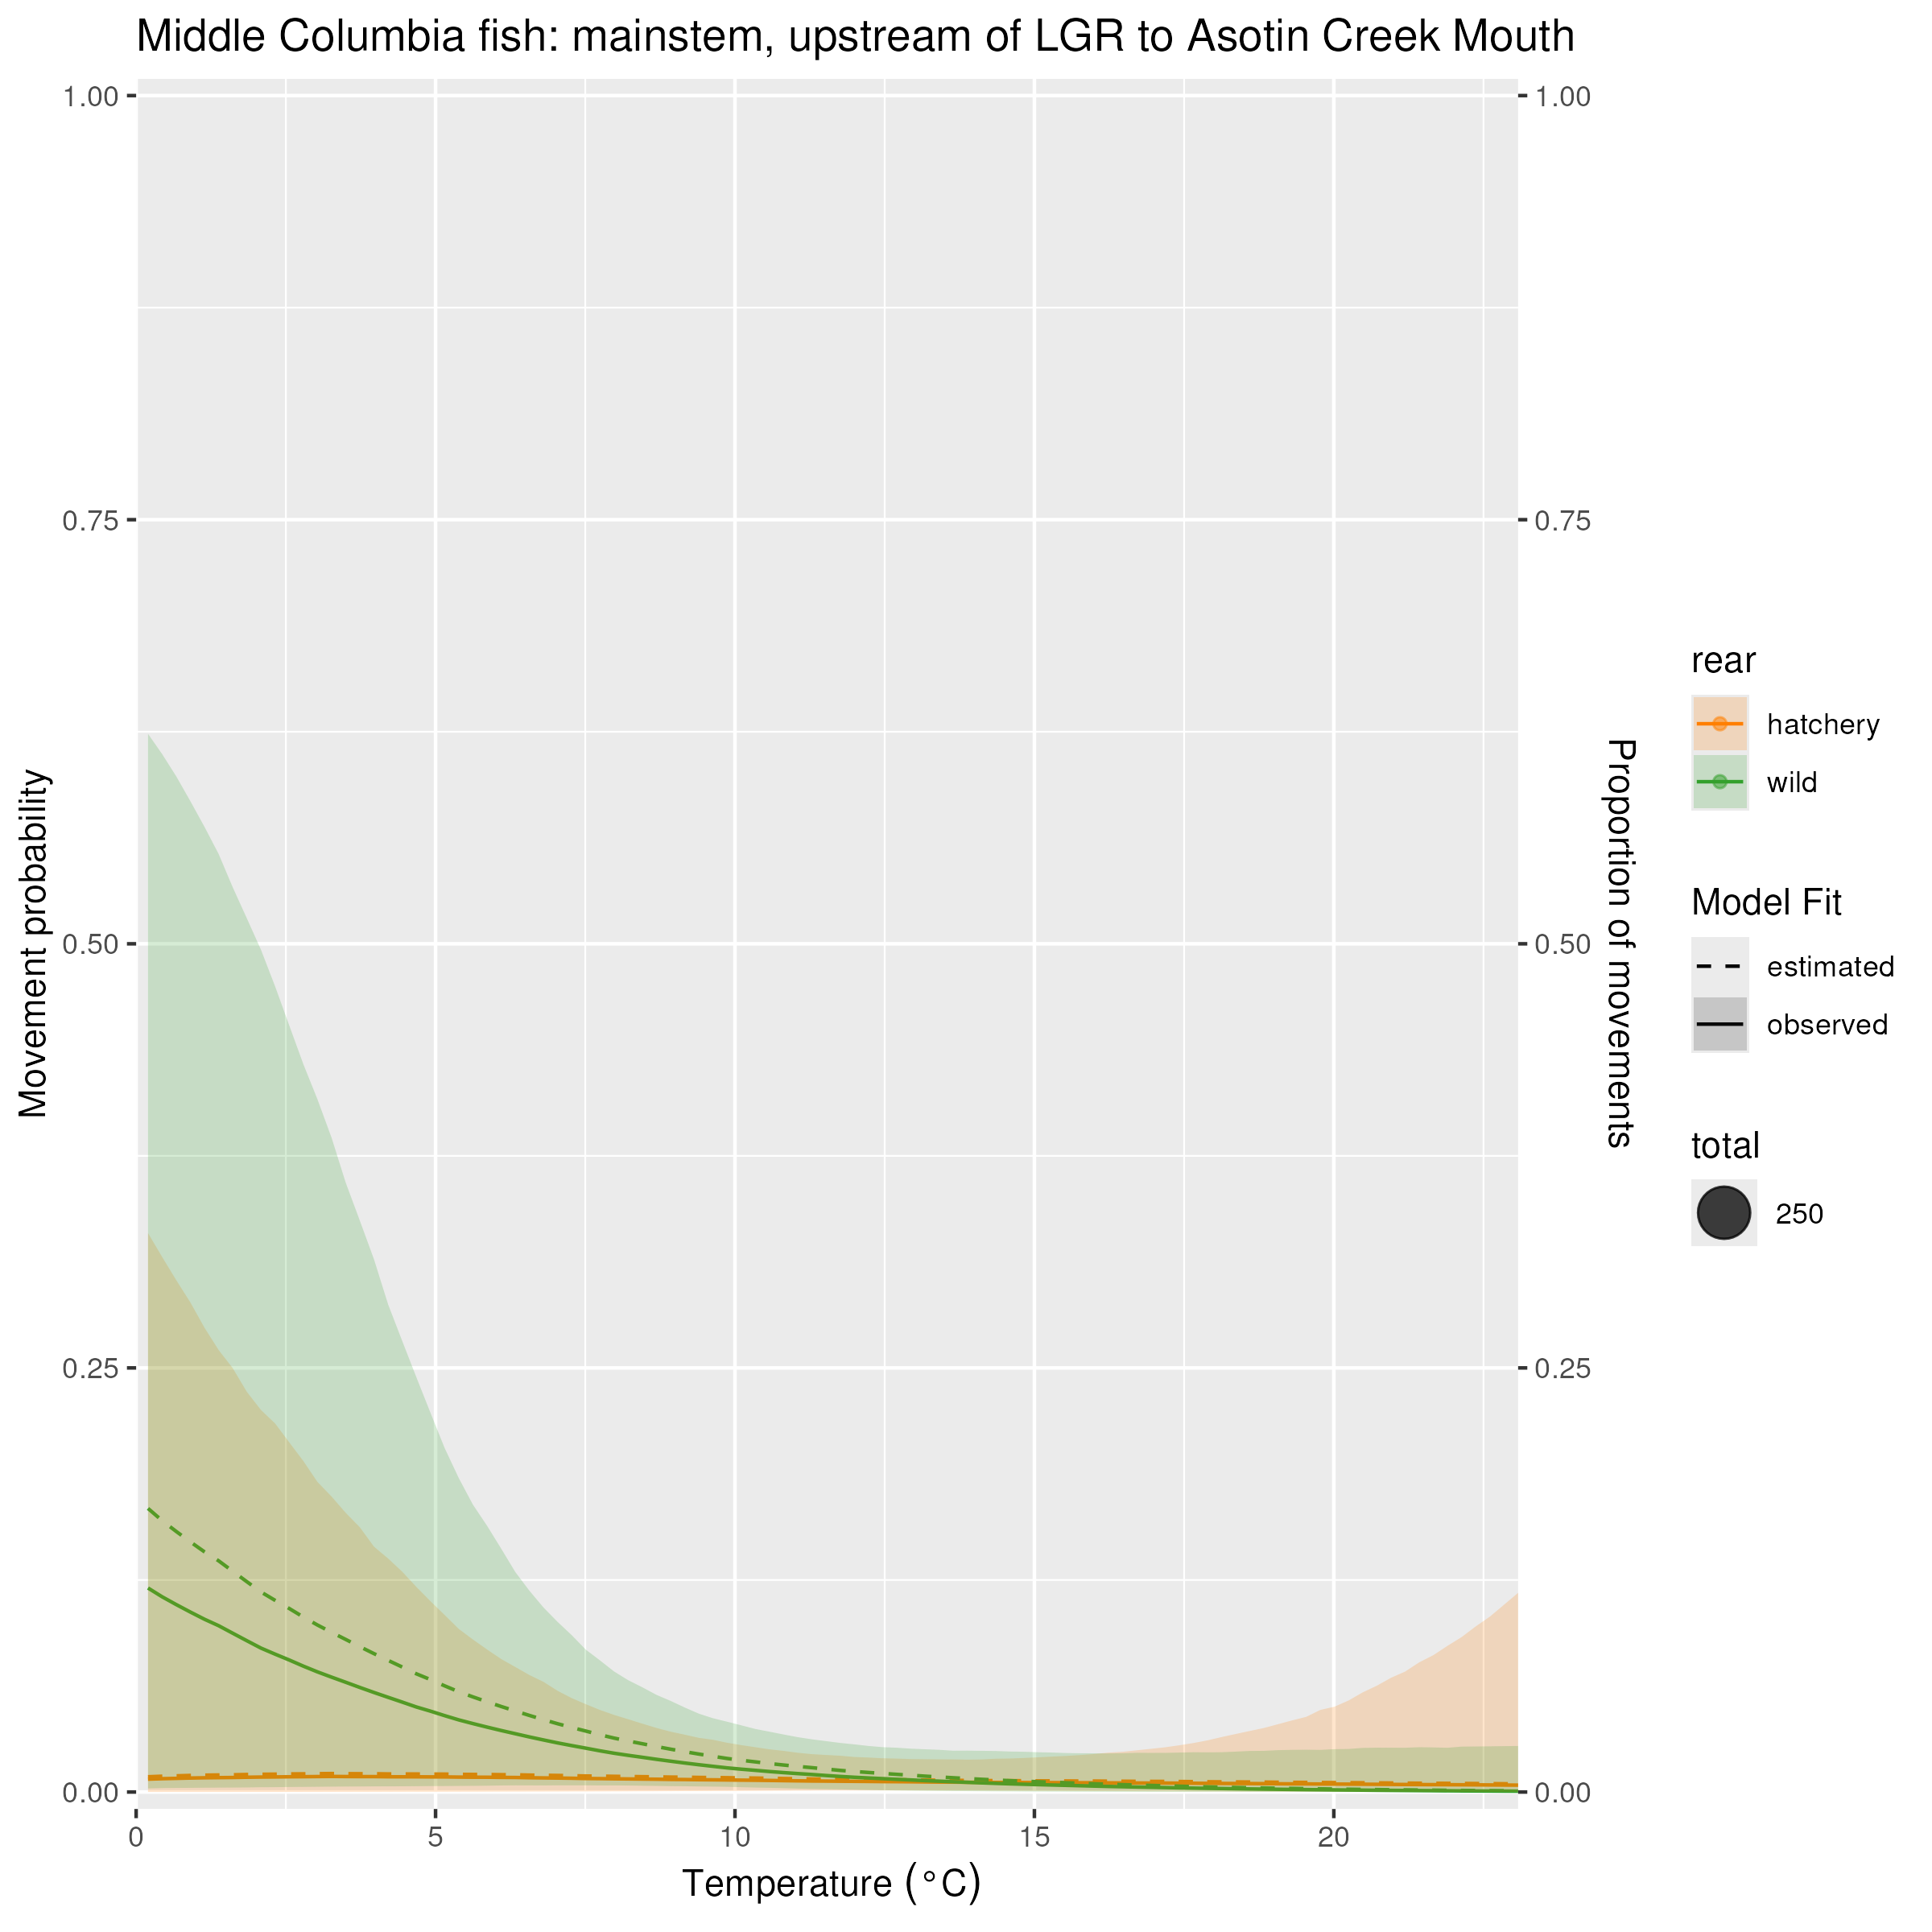 Middle Columbia fish: mainstem, upstream of LGR to Asotin Creek Mouth
1.00
0.75
0.50
0.25
0.00
Movement probability
0
5
10
15
20
Temperature (°C)
1.00
0.75
0.50
0.25
0.00
Proportion of movements
rear
hatchery
wild
Model Fit
estimated
observed
total
250